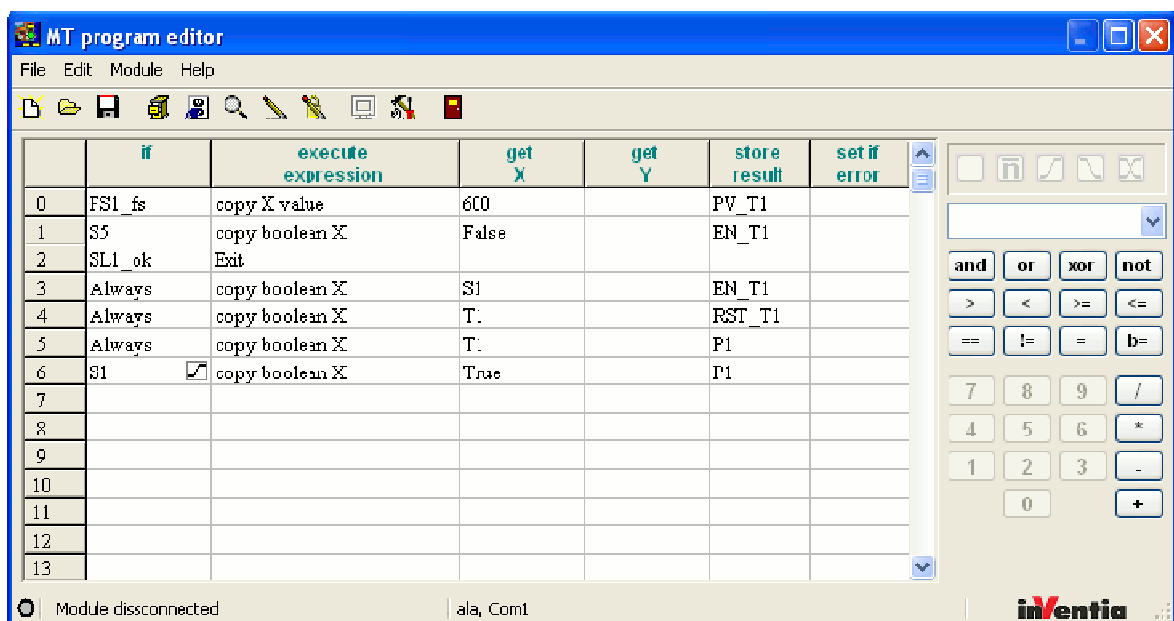 MT program editor
File Edit Module Help
if execute expression get X get Y store result set if error
0 FS1_fs copy X value 600 PV_T1
1 S5 copy boolean X False EN_T1
2 SL1_ok Exit
3 Always copy boolean X S1 EN_T1
4 Always copy boolean X T1 RST_T1
5 Always copy boolean X T1 P1
6 S1 copy boolean X True P1
7
8
9
10
11
12
13
n
and or xor not
> < >= <=
== != = b=
7 8 9 /
4 5 6 *
1 2 3 -
0 +
Module dissconnected ala, Com1
inVentia